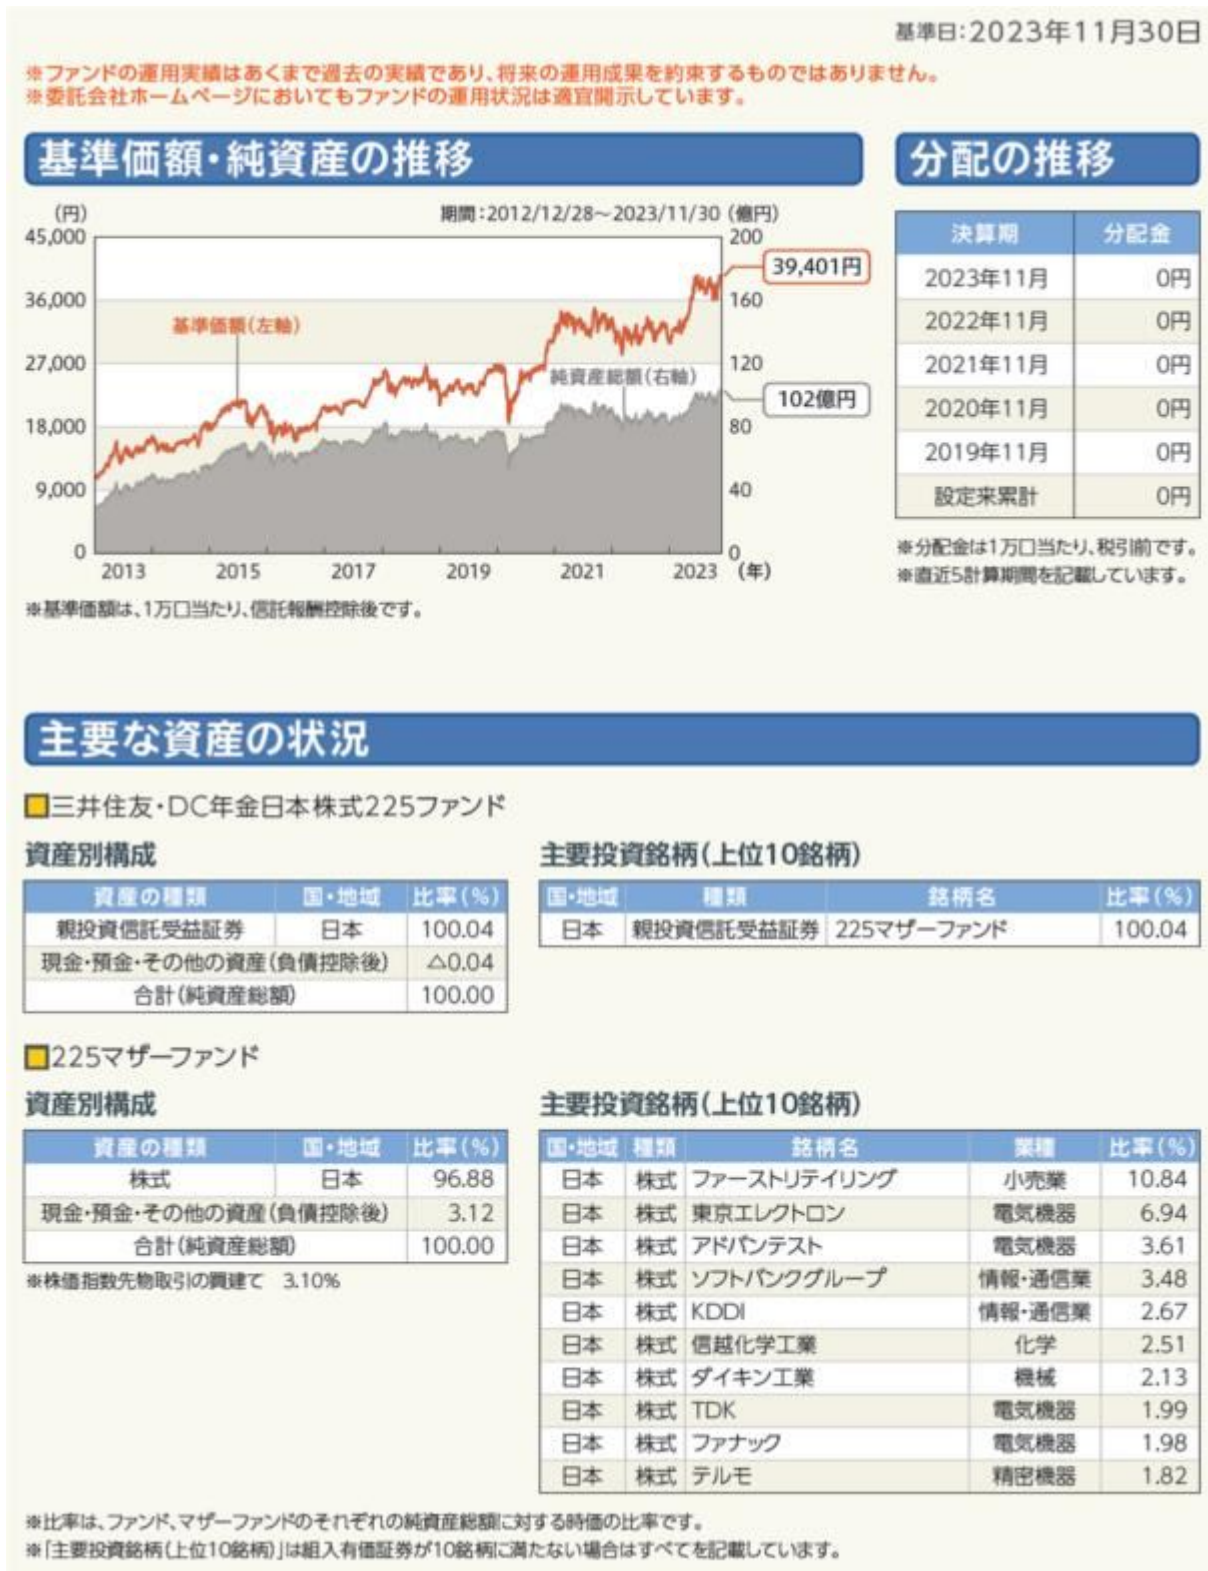 基準日:2023年11月30日
※ファンドの運用実績はあくまで過去の実績であり、将来の運用成果を約束するものではありません。
※委託会社ホームページにおいてもファンドの運用状況は適宜開示しています。
基準価額・純資産の推移
(円) 期間:2012/12/28～2023/11/30 (億円)
45,000 200
39,401円
36,000 160
基準価額(左軸)
27,000 120
純資産総額(右軸)
102億円
18,000 80
9,000 40
0 0
2013 2015 2017 2019 2021 2023 (年)
※基準価額は、1万口当たり、信託報酬控除後です。
分配の推移
決算期 分配金
2023年11月 0円
2022年11月 0円
2021年11月 0円
2020年11月 0円
2019年11月 0円
設定来累計 0円
※分配金は1万口当たり、税引前です。
※直近5計算期間を記載しています。
主要な資産の状況
三井住友・DC年金日本株式225ファンド
資産別構成
資産の種類 国・地域 比率(%)
親投資信託受益証券 日本 100.04
現金・預金・その他の資産(負債控除後) △0.04
合計(純資産総額) 100.00
主要投資銘柄(上位10銘柄)
国・地域 種類 銘柄名 比率(%)
日本 親投資信託受益証券 225マザーファンド 100.04
225マザーファンド
資産別構成
資産の種類 国・地域 比率(%)
株式 日本 96.88
現金・預金・その他の資産(負債控除後) 3.12
合計(純資産総額) 100.00
※株価指数先物取引の買建て 3.10%
主要投資銘柄(上位10銘柄)
国・地域 種類 銘柄名 業種 比率(%)
日本 株式 ファーストリテイリング 小売業 10.84
日本 株式 東京エレクトロン 電気機器 6.94
日本 株式 アドバンテスト 電気機器 3.61
日本 株式 ソフトバンクグループ 情報・通信業 3.48
日本 株式 KDDI 情報・通信業 2.67
日本 株式 信越化学工業 化学 2.51
日本 株式 ダイキン工業 機械 2.13
日本 株式 TDK 電気機器 1.99
日本 株式 ファナック 電気機器 1.98
日本 株式 テルモ 精密機器 1.82
※比率は、ファンド、マザーファンドのそれぞれの純資産総額に対する時価の比率です。
※「主要投資銘柄(上位10銘柄)」は組入有価証券が10銘柄に満たない場合はすべてを記載しています。